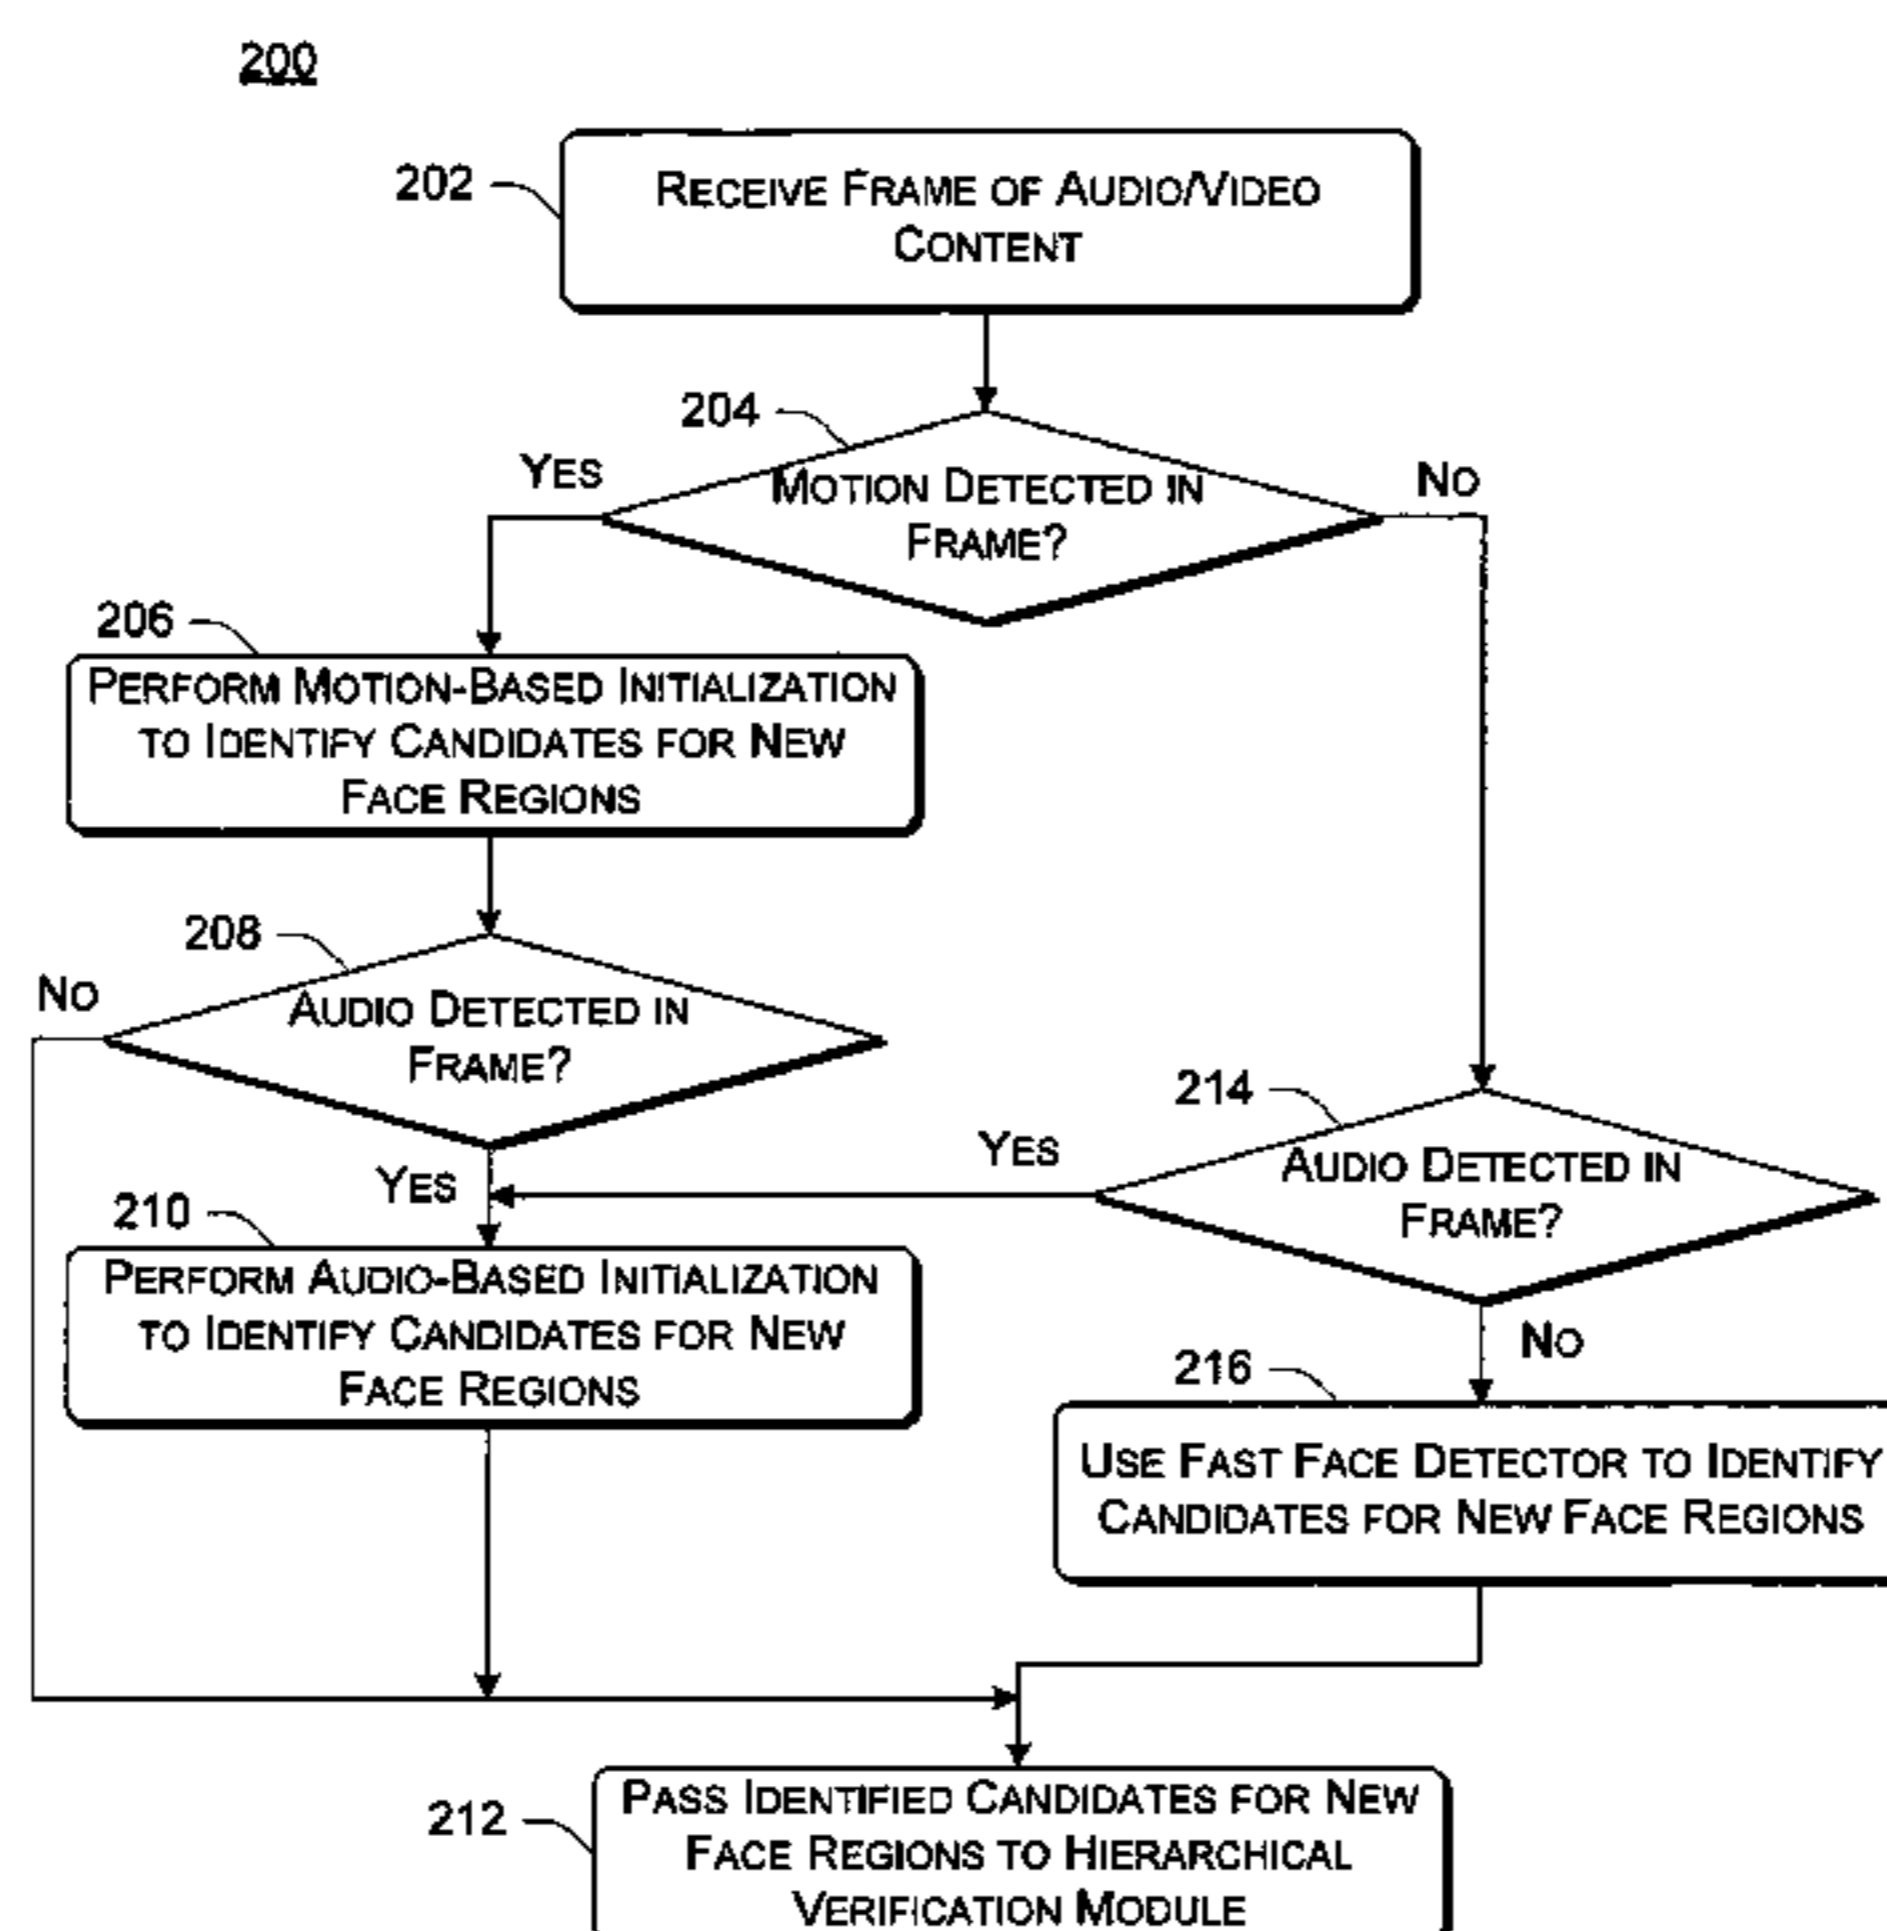 200
202
RECEIVE FRAME OF AUDIO/VIDEO
CONTENT
204
YES
MOTION DETECTED IN
FRAME?
NO
206
PERFORM MOTION-BASED INITIALIZATION
TO IDENTIFY CANDIDATES FOR NEW
FACE REGIONS
208
NO
AUDIO DETECTED IN
FRAME?
YES
214
YES
AUDIO DETECTED IN
FRAME?
NO
210
PERFORM AUDIO-BASED INITIALIZATION
TO IDENTIFY CANDIDATES FOR NEW
FACE REGIONS
216
USE FAST FACE DETECTOR TO IDENTIFY
CANDIDATES FOR NEW FACE REGIONS
212
PASS IDENTIFIED CANDIDATES FOR NEW
FACE REGIONS TO HIERARCHICAL
VERIFICATION MODULE